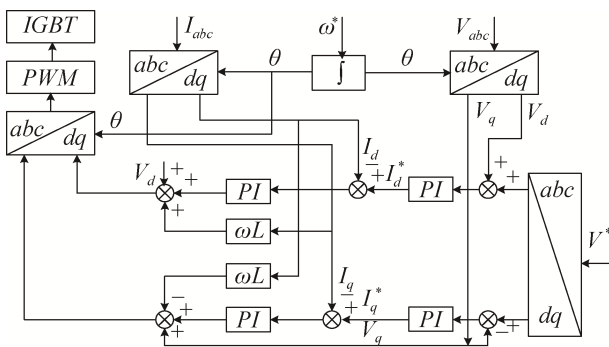 IGBT
I_abc
ω*
V_abc
PWM
abc
dq
θ
∫
θ
abc
dq
abc
dq
θ
V_q
V_d
V_d
+
+
+
PI
I_d
−
+
I_d*
PI
+
+
abc
dq
V*
ωL
ωL
−
+
+
PI
I_q
−
+
I_q*
V_q
PI
−
+